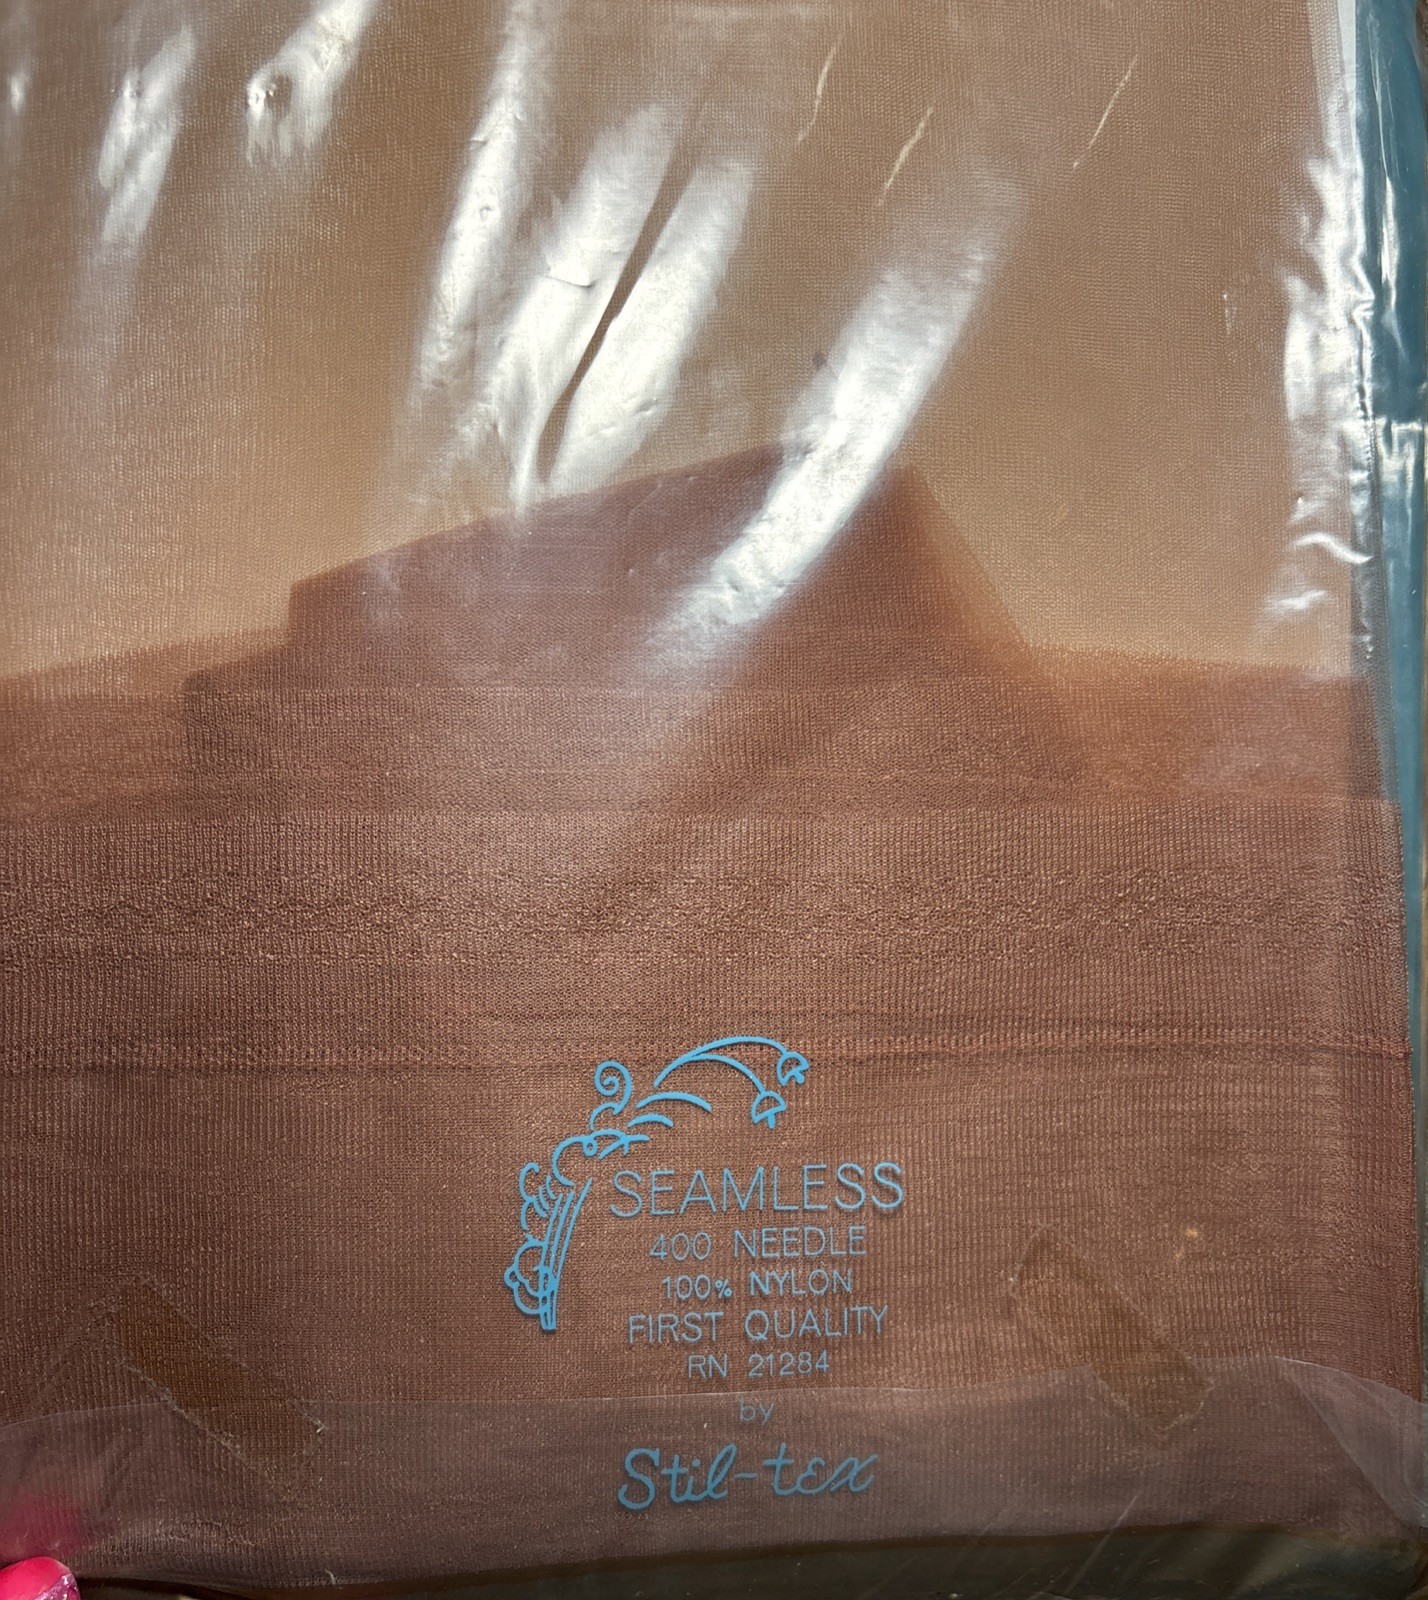 SEAMLESS
400 NEEDLE
100% NYLON
FIRST QUALITY
RN 21284
by
Stil-tex